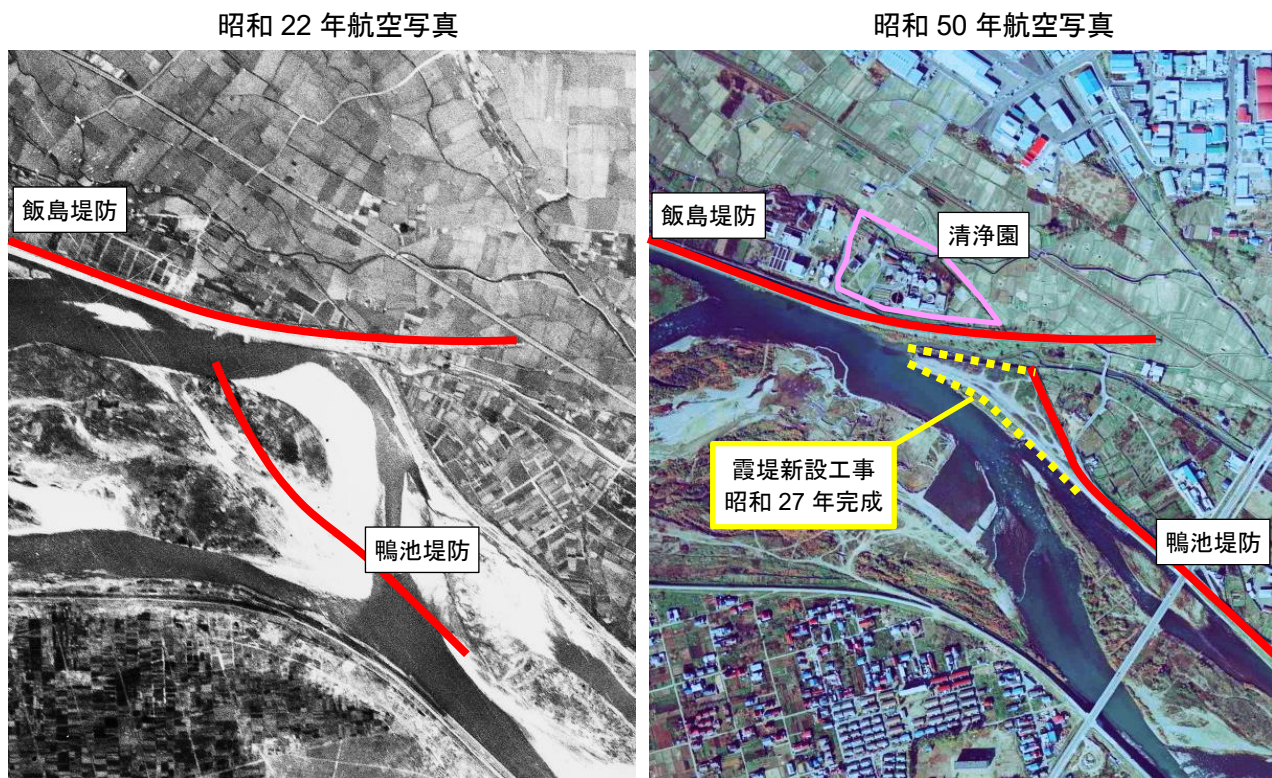 昭和 22 年航空写真
飯島堤防
鴨池堤防
昭和 50 年航空写真
飯島堤防
清浄園
霞堤新設工事
昭和 27 年完成
鴨池堤防